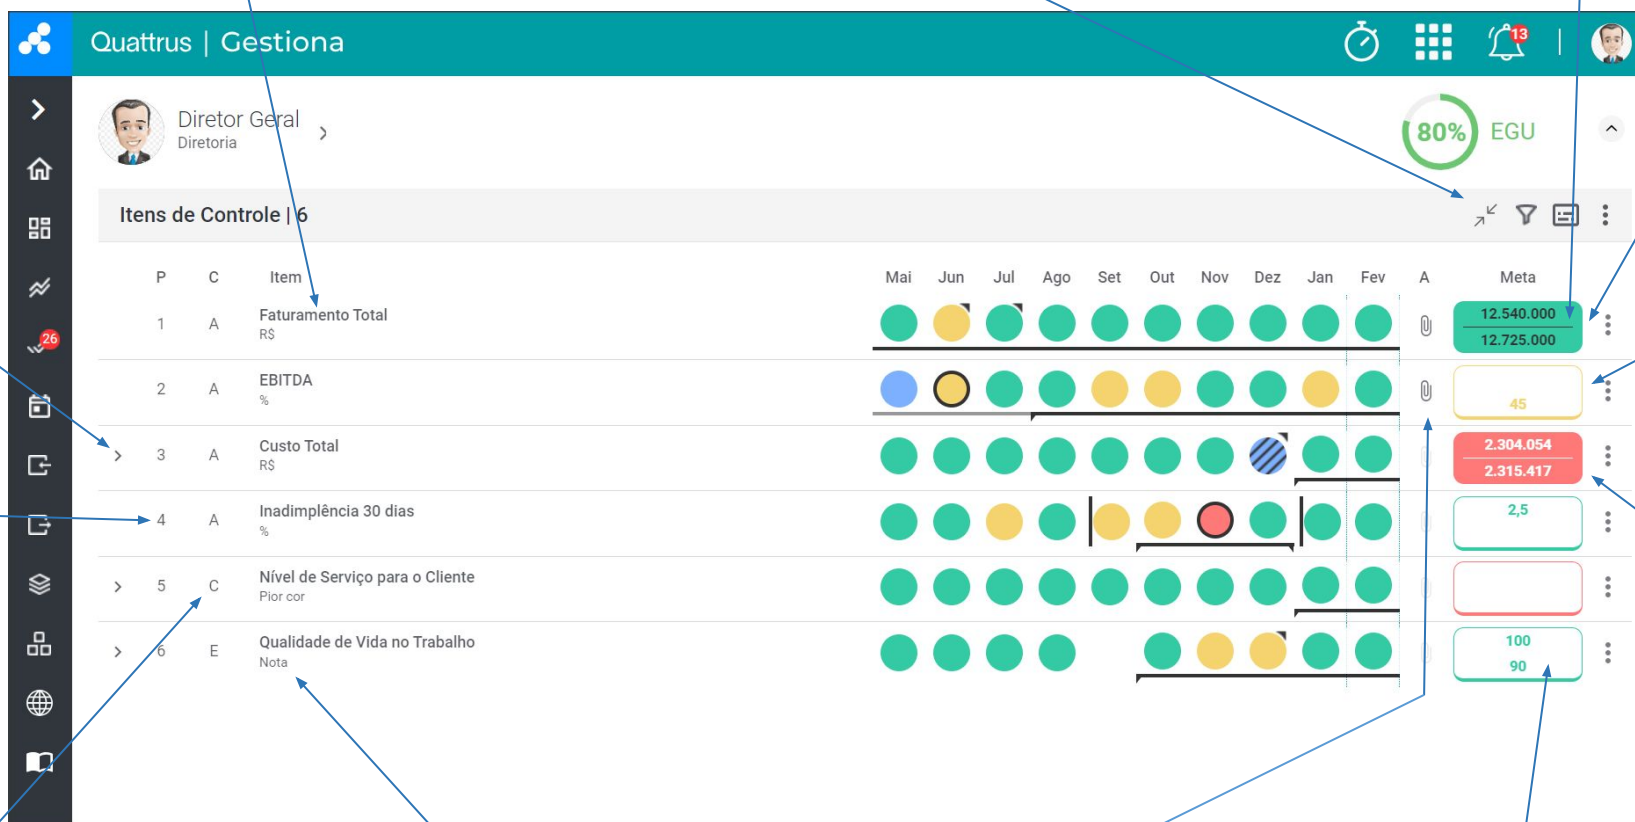 Quattrus | Gestiona
13
Diretor Geral
Diretoria
80% EGU
Itens de Controle | 6
26
P C Item Mai Jun Jul Ago Set Out Nov Dez Jan Fev A Meta
1 A Faturamento Total 12.540.000
R$ 12.725.000
2 A EBITDA
% 45
3 A Custo Total 2.304.054
R$ 2.315.417
4 A Inadimplência 30 dias 2,5
%
5 C Nível de Serviço para o Cliente
Pior cor
6 E Qualidade de Vida no Trabalho 100
Nota 90